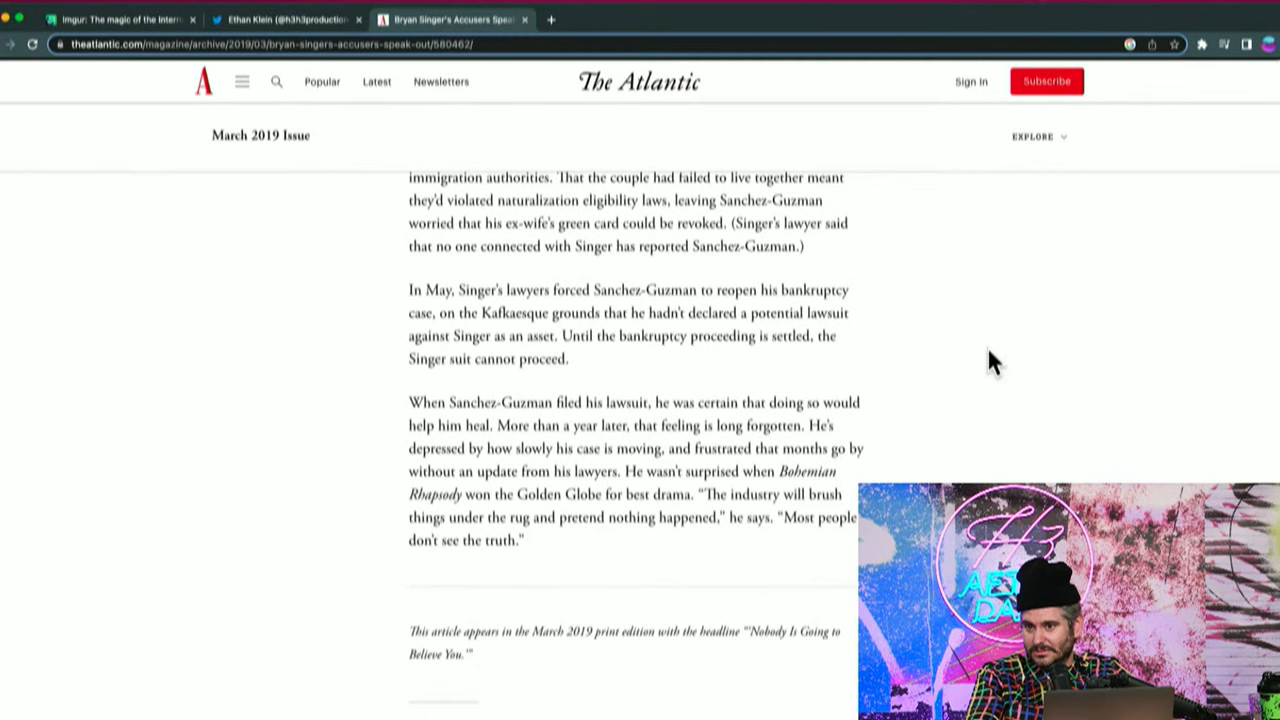 Imgur: The magic of the Intern
Ethan Klein (@h3h3production
Bryan Singer's Accusers Spea
theatlantic.com/magazine/archive/2019/03/bryan-singers-accusers-speak-out/580462/
Popular Latest Newsletters The Atlantic Sign In Subscribe
March 2019 Issue EXPLORE
immigration authorities. That the couple had failed to live together meant
they'd violated naturalization eligibility laws, leaving Sanchez-Guzman
worried that his ex-wife's green card could be revoked. (Singer's lawyer said
that no one connected with Singer has reported Sanchez-Guzman.)
In May, Singer's lawyers forced Sanchez-Guzman to reopen his bankruptcy
case, on the Kafkaesque grounds that he hadn't declared a potential lawsuit
against Singer as an asset. Until the bankruptcy proceeding is settled, the
Singer suit cannot proceed.
When Sanchez-Guzman filed his lawsuit, he was certain that doing so would
help him heal. More than a year later, that feeling is long forgotten. He's
depressed by how slowly his case is moving, and frustrated that months go by
without an update from his lawyers. He wasn't surprised when Bohemian
Rhapsody won the Golden Globe for best drama. "The industry will brush
things under the rug and pretend nothing happened," he says. "Most people
don't see the truth."
This article appears in the March 2019 print edition with the headline "'Nobody Is Going to
Believe You.'"
H3